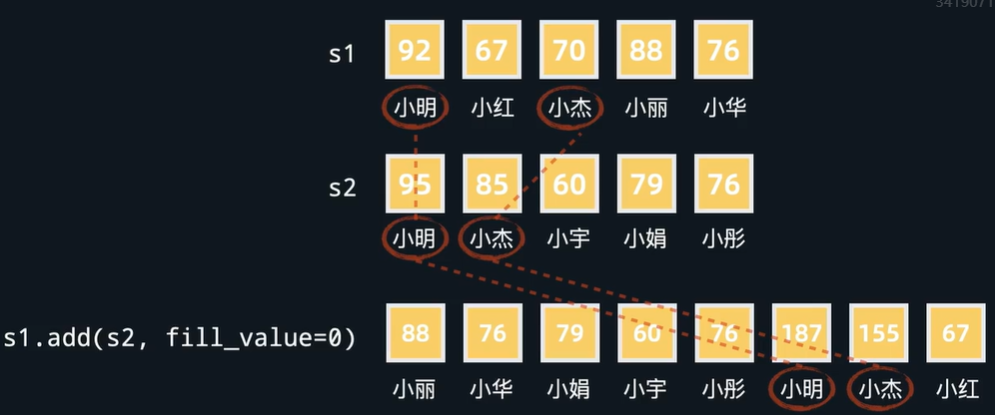 3419071
s1 92 67 70 88 76
小明 小红 小杰 小丽 小华
s2 95 85 60 79 76
小明 小杰 小宇 小娟 小彤
s1.add(s2, fill_value=0) 88 76 79 60 76 187 155 67
小丽 小华 小娟 小宇 小彤 小明 小杰 小红